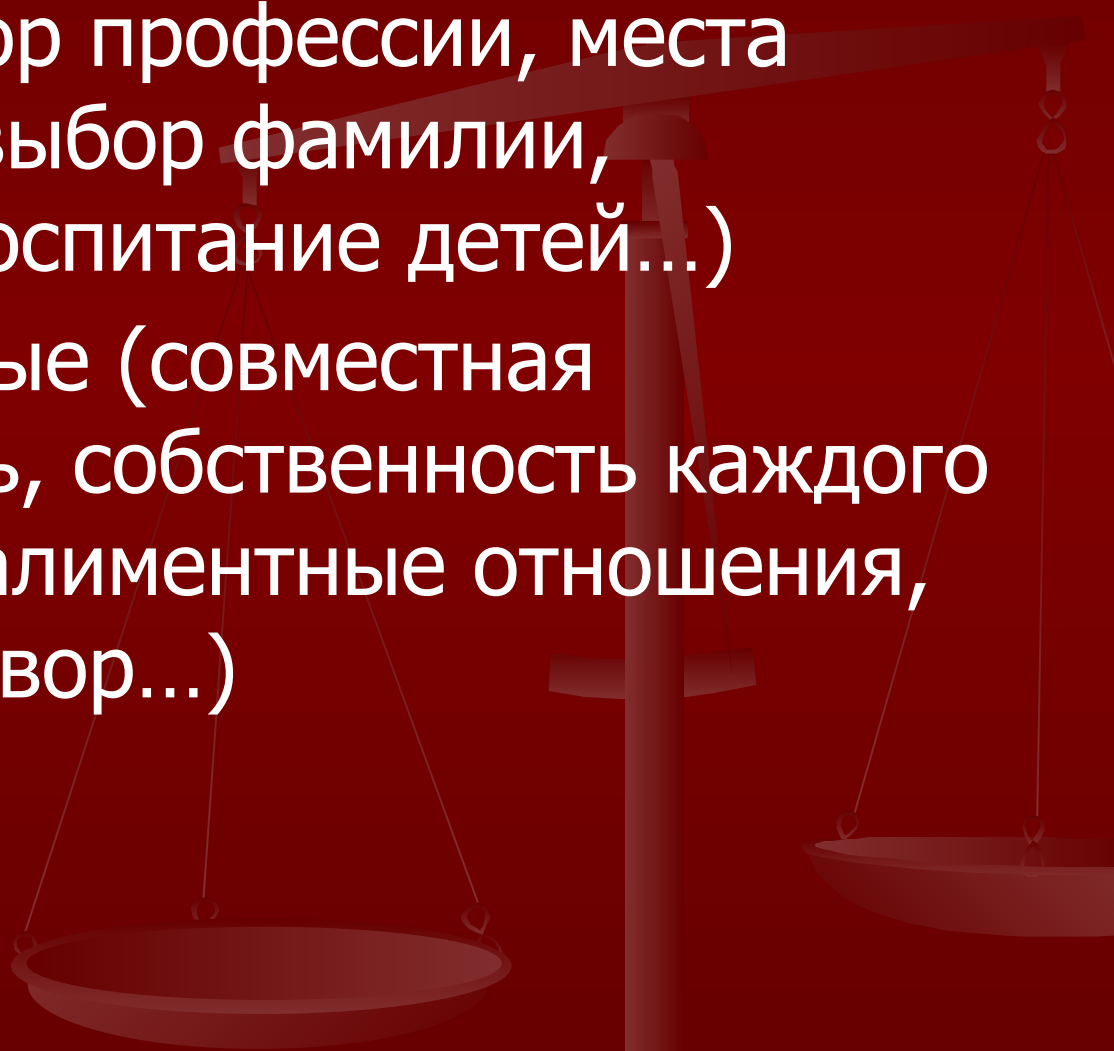 ор профессии, места
выбор фамилии,
оспитание детей…)
ые (совместная
ь, собственность каждого
алиментные отношения,
вор…)